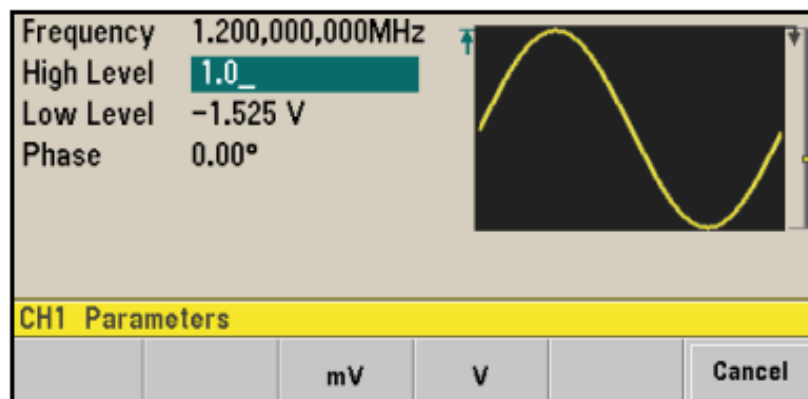 Frequency 1.200,000,000MHz
High Level 1.0_
Low Level -1.525 V
Phase 0.00°
CH1 Parameters
mV V Cancel